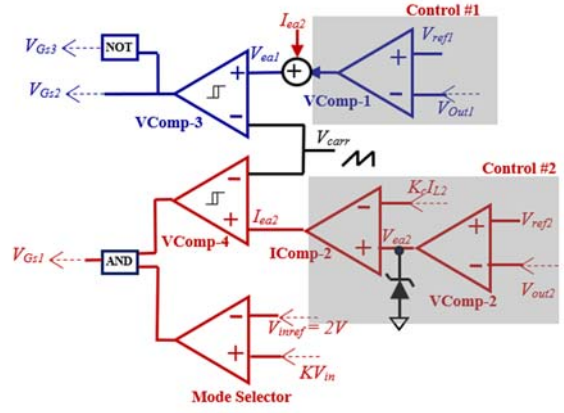 Control #1
I_ea2
V_Gs3
NOT
V_ea1
V_ref1
+
+
+
V_Gs2
VComp-1
−
−
V_Out1
VComp-3
V_carr
Control #2
−
K_cI_L2
−
V_Gs1
VComp-4
+
I_ea2
IComp-2
+
V_ea2
+
V_ref2
AND
−
VComp-2
V_out2
−
V_inref = 2V
+
KV_in
Mode Selector